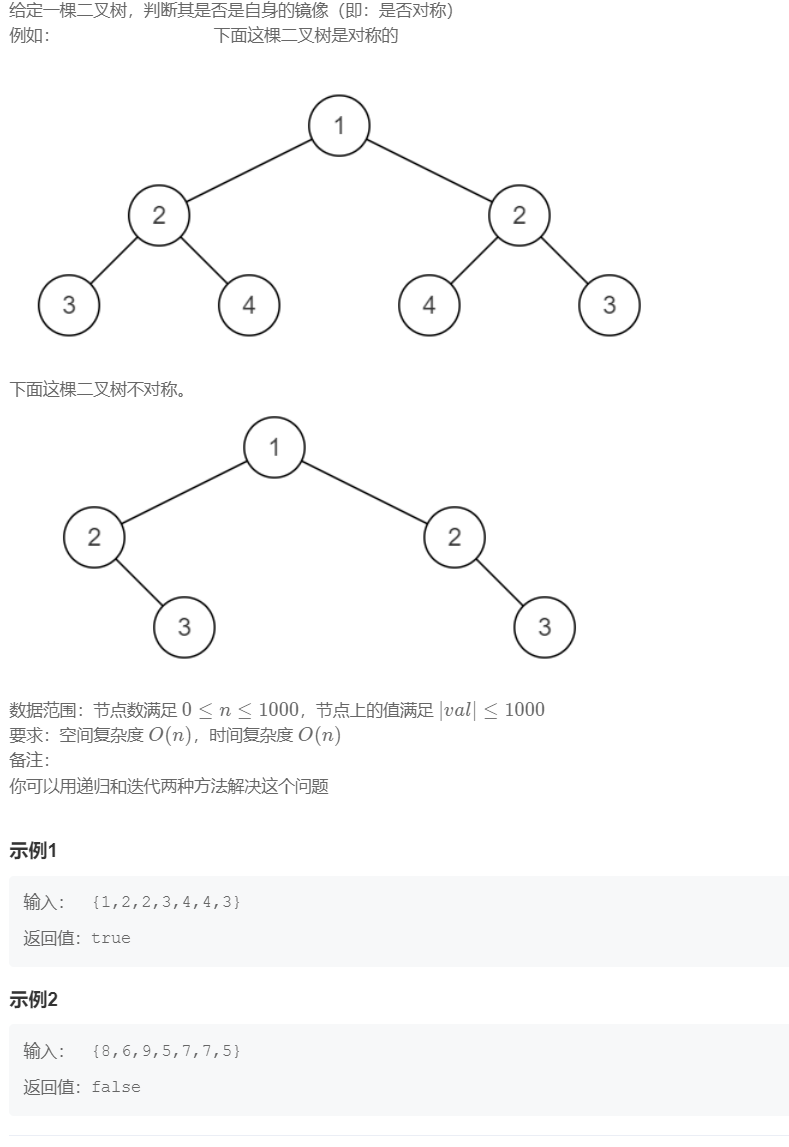 给定一棵二叉树，判断其是否是自身的镜像（即：是否对称）
例如： 下面这棵二叉树是对称的
1
2 2
3 4 4 3
下面这棵二叉树不对称。
1
2 2
3 3
数据范围：节点数满足 0 ≤ n ≤ 1000，节点上的值满足 |val| ≤ 1000
要求：空间复杂度 O(n)，时间复杂度 O(n)
备注：
你可以用递归和迭代两种方法解决这个问题
示例1
输入： {1,2,2,3,4,4,3}
返回值：true
示例2
输入： {8,6,9,5,7,7,5}
返回值：false